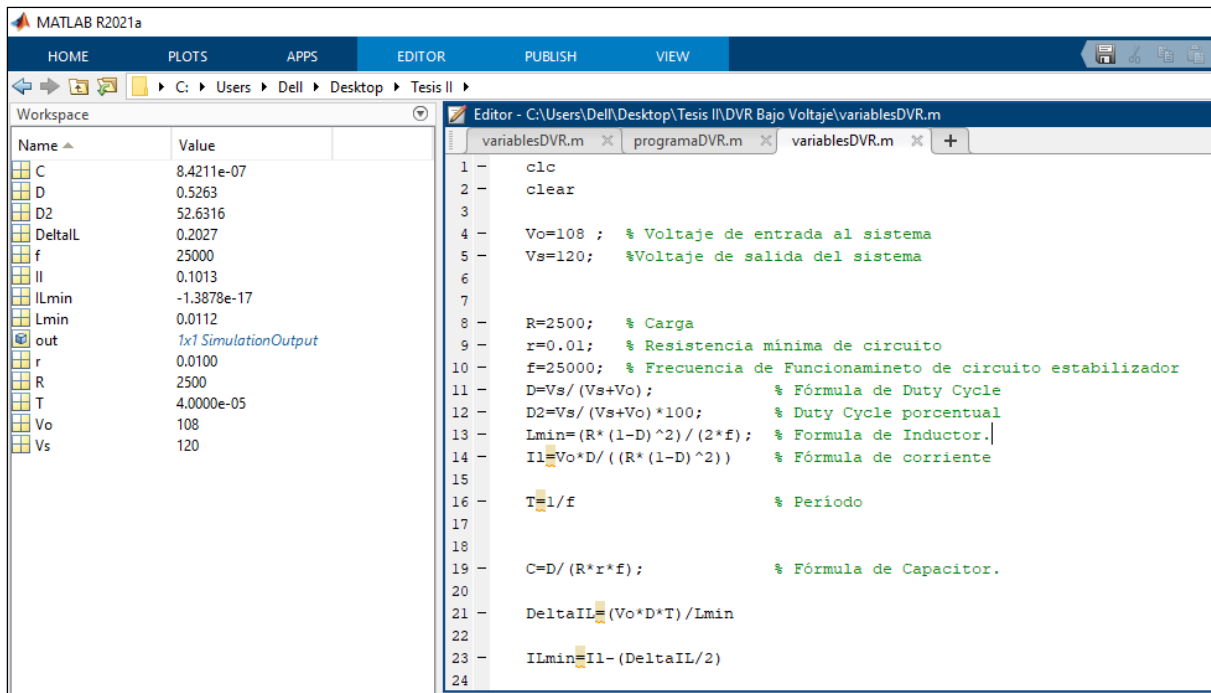 MATLAB R2021a
HOME PLOTS APPS EDITOR PUBLISH VIEW
C: Users Dell Desktop Tesis II
Workspace
Name Value
C 8.4211e-07
D 0.5263
D2 52.6316
DeltaIL 0.2027
f 25000
Il 0.1013
ILmin -1.3878e-17
Lmin 0.0112
out 1x1 SimulationOutput
r 0.0100
R 2500
T 4.0000e-05
Vo 108
Vs 120
Editor - C:\Users\Dell\Desktop\Tesis II\DVR Bajo Voltaje\variablesDVR.m
variablesDVR.m programaDVR.m variablesDVR.m +
1 - clc
2 - clear
3
4 - Vo=108 ; % Voltaje de entrada al sistema
5 - Vs=120; %Voltaje de salida del sistema
6
7
8 - R=2500; % Carga
9 - r=0.01; % Resistencia mínima de circuito
10 - f=25000; % Frecuencia de Funcionamineto de circuito estabilizador
11 - D=Vs/(Vs+Vo); % Fórmula de Duty Cycle
12 - D2=Vs/(Vs+Vo)*100; % Duty Cycle porcentual
13 - Lmin=(R*(1-D)^2)/(2*f); % Formula de Inductor.
14 - Il=Vo*D/((R*(1-D)^2)) % Fórmula de corriente
15
16 - T=1/f % Período
17
18
19 - C=D/(R*r*f); % Fórmula de Capacitor.
20
21 - DeltaIL=(Vo*D*T)/Lmin
22
23 - ILmin=Il-(DeltaIL/2)
24